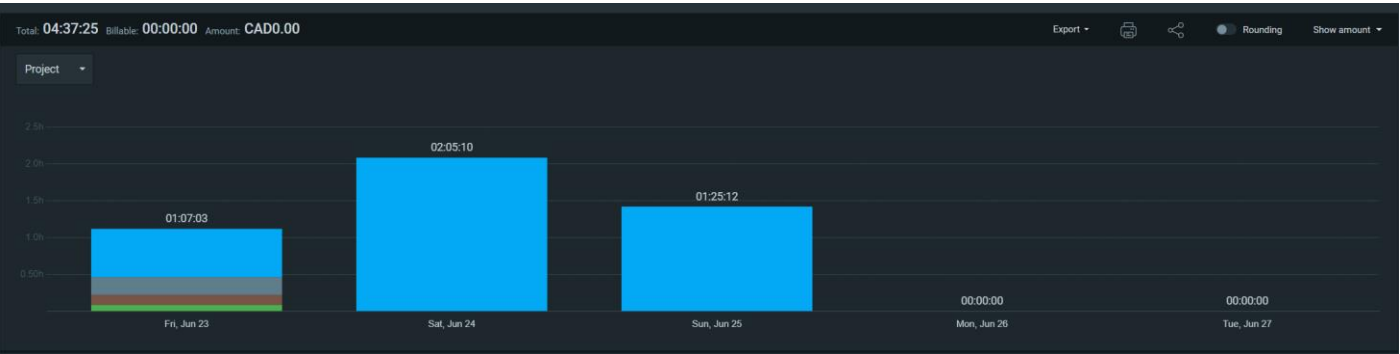 Total: 04:37:25 Billable: 00:00:00 Amount: CAD0.00 Export Rounding Show amount
Project
2.5h
02:05:10
2.0h
01:25:12
1.5h
01:07:03
1.0h
0.50h
00:00:00 00:00:00
Fri, Jun 23 Sat, Jun 24 Sun, Jun 25 Mon, Jun 26 Tue, Jun 27